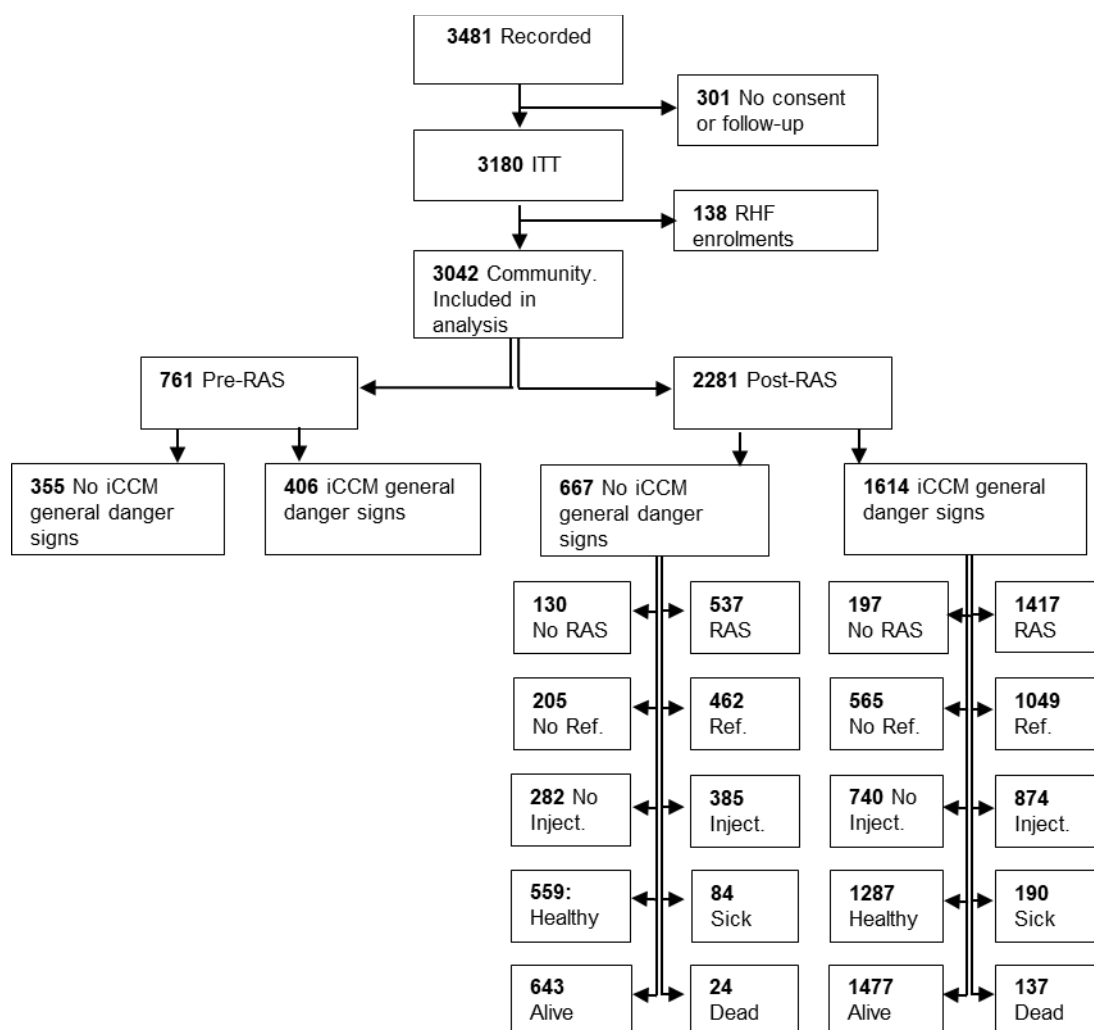 3481 Recorded
301 No consent
or follow-up
3180 ITT
138 RHF
enrolments
3042 Community.
Included in
analysis
761 Pre-RAS
2281 Post-RAS
355 No iCCM
general danger
signs
406 iCCM general
danger signs
667 No iCCM
general danger
signs
1614 iCCM general
danger signs
130
No RAS
537
RAS
197
No RAS
1417
RAS
205
No Ref.
462
Ref.
565
No Ref.
1049
Ref.
282 No
Inject.
385
Inject.
740 No
Inject.
874
Inject.
559:
Healthy
84
Sick
1287
Healthy
190
Sick
643
Alive
24
Dead
1477
Alive
137
Dead